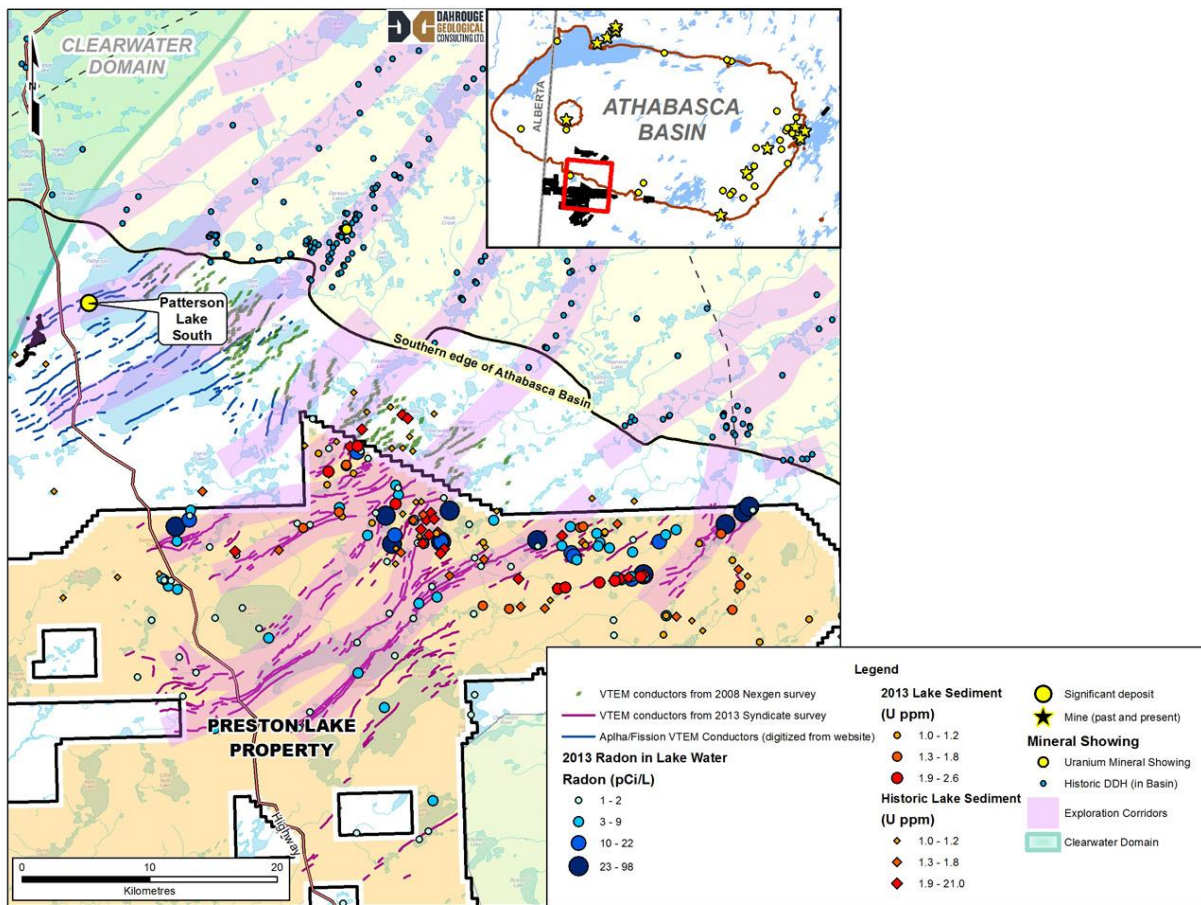 CLEARWATER
DOMAIN
N
DG
DAHROUGE
GEOLOGICAL
CONSULTING LTD.
ALBERTA
ATHABASCA
BASIN
Patterson
Lake
South
Southern edge of Athabasca Basin
PRESTON LAKE
PROPERTY
Highway
0 10 20
Kilometres
VTEM conductors from 2008 Nexgen survey
VTEM conductors from 2013 Syndicate survey
Aplha/Fission VTEM Conductors (digitized from website)
2013 Radon in Lake Water
Radon (pCi/L)
1 - 2
3 - 9
10 - 22
23 - 98
Legend
2013 Lake Sediment
(U ppm)
1.0 - 1.2
1.3 - 1.8
1.9 - 2.6
Historic Lake Sediment
(U ppm)
1.0 - 1.2
1.3 - 1.8
1.9 - 21.0
Significant deposit
Mine (past and present)
Mineral Showing
Uranium Mineral Showing
Historic DDH (in Basin)
Exploration Corridors
Clearwater Domain